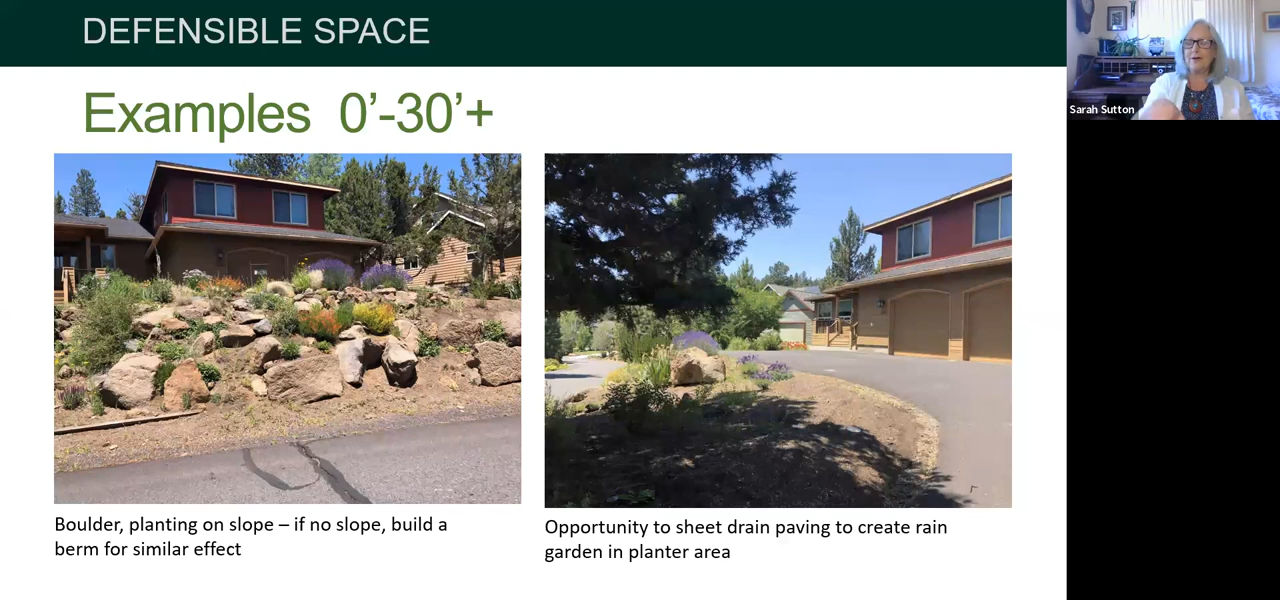 DEFENSIBLE SPACE
Sarah Sutton
Examples 0’-30’+
Boulder, planting on slope – if no slope, build a
berm for similar effect
Opportunity to sheet drain paving to create rain
garden in planter area